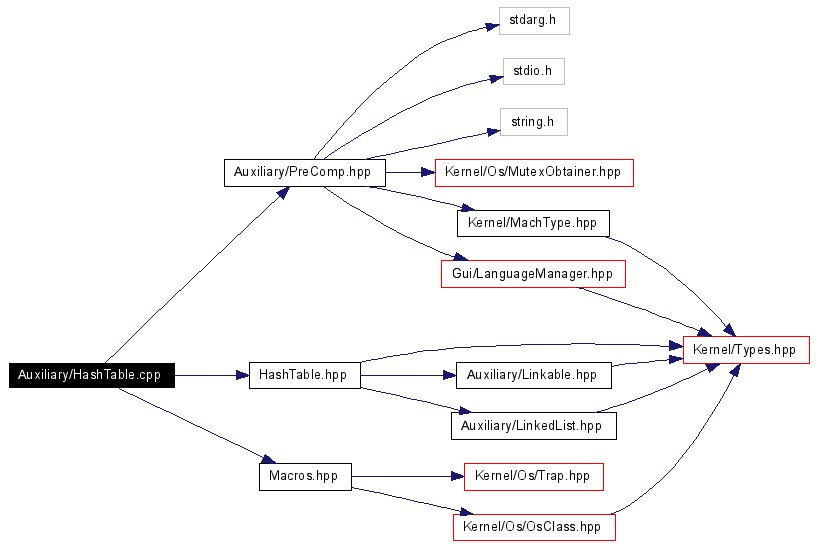 stdarg.h
stdio.h
string.h
Auxiliary/PreComp.hpp
Kernel/Os/MutexObtainer.hpp
Kernel/MachType.hpp
Gui/LanguageManager.hpp
Kernel/Types.hpp
Auxiliary/HashTable.cpp
HashTable.hpp
Auxiliary/Linkable.hpp
Auxiliary/LinkedList.hpp
Macros.hpp
Kernel/Os/Trap.hpp
Kernel/Os/OsClass.hpp